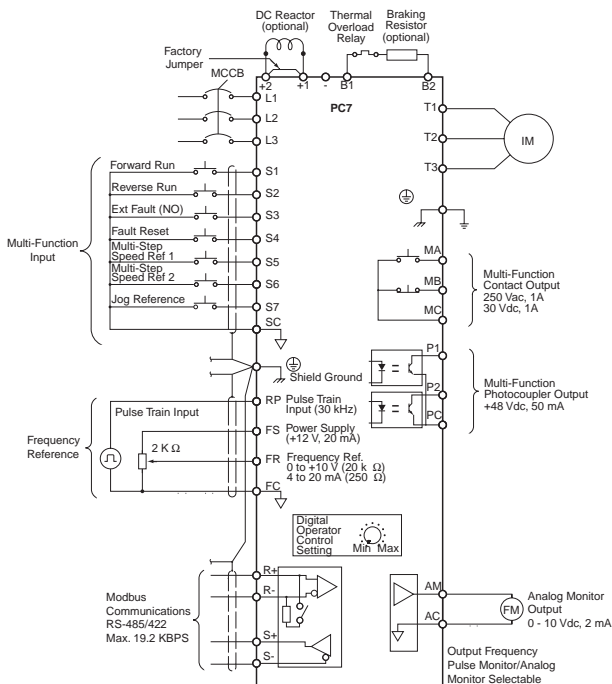 DC Reactor
(optional)
Thermal
Overload
Relay
Braking
Resistor
(optional)
Factory
Jumper
MCCB
+2
+1
-
B1
B2
PC7
L1
L2
L3
T1
T2
T3
IM
Multi-Function
Input
Forward Run
S1
Reverse Run
S2
Ext Fault (NO)
S3
Fault Reset
S4
Multi-Step
Speed Ref 1
S5
Multi-Step
Speed Ref 2
S6
Jog Reference
S7
SC
MA
MB
MC
Multi-Function
Contact Output
250 Vac, 1A
30 Vdc, 1A
P1
P2
PC
Multi-Function
Photocoupler Output
+48 Vdc, 50 mA
Shield Ground
Frequency
Reference
Pulse Train Input
2 K Ω
RP Pulse Train
Input (30 kHz)
FS Power Supply
(+12 V, 20 mA)
FR Frequency Ref.
0 to +10 V (20 k Ω)
4 to 20 mA (250 Ω)
FC
Digital
Operator
Control
Setting
Min Max
Modbus
Communications
RS-485/422
Max. 19.2 KBPS
R+
R-
S+
S-
AM
AC
FM
Analog Monitor
Output
0 - 10 Vdc, 2 mA
Output Frequency
Pulse Monitor/Analog
Monitor Selectable